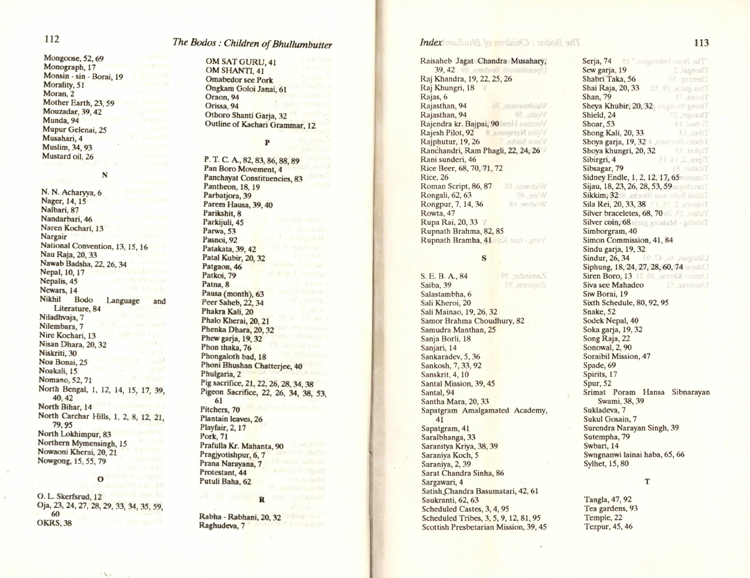 112
The Bodos : Children of Bhullumbutter
Mongoose, 52, 69
Monograph, 17
Monsin - sin - Borai, 19
Morality, 51
Moran, 2
Mother Earth, 23, 59
Mouzadar, 39, 42
Munda, 94
Mupur Gelenai, 25
Musahari, 4
Muslim, 34, 93
Mustard oil, 26
N
N. N. Acharyya, 6
Nager, 14, 15
Nalbari, 87
Nandarbari, 46
Naren Kochari, 13
Nargair
National Convention, 13, 15, 16
Nau Raja, 20, 33
Nawab Badsha, 22, 26, 34
Nepal, 10, 17
Nepalis, 45
Newars, 14
Nikhil Bodo Language and
Literature, 84
Niladhvaja, 7
Nilembara, 7
Nire Kochari, 13
Nisan Dhara, 20, 32
Niskriti, 30
Noa Bonai, 25
Noakali, 15
Nomano, 52, 71
North Bengal, 1, 12, 14, 15, 17, 39,
40, 42
North Bihar, 14
North Carchar Hills, 1, 2, 8, 12, 21,
79, 95
North Lokhimpur, 83
Northern Mymensingh, 15
Nowaoni Kherai, 20, 21
Nowgong, 15, 55, 79
O
O. L. Skerfsrud, 12
Oja, 23, 24, 27, 28, 29, 33, 34, 35, 59,
60
OKRS, 38
OM SAT GURU, 41
OM SHANTI, 41
Omabedor see Pork
Ongkam Goloi Janai, 61
Oraon, 94
Orissa, 94
Othoro Shanti Garja, 32
Outline of Kachari Grammar, 12
P
P. T. C. A., 82, 83, 86, 88, 89
Pan Boro Movement, 4
Panchayat Constituencies, 83
Pantheon, 18, 19
Parbatjora, 39
Parem Hausa, 39, 40
Parikshit, 8
Parkijuli, 45
Parwa, 53
Pasnoi, 92
Patakata, 39, 42
Patal Kubir, 20, 32
Patgaon, 46
Patkoi, 79
Patna, 8
Pausa (month), 63
Peer Saheb, 22, 34
Phakra Kali, 20
Phalo Kherai, 20, 21
Phenka Dhara, 20, 32
Phew garja, 19, 32
Phon thaka, 76
Phongaloth bad, 18
Phoni Bhushan Chatterjee, 40
Phulgaria, 2
Pig sacrifice, 21, 22, 26, 28, 34, 38
Pigeon Sacrifice, 22, 26, 34, 38, 53,
61
Pitchers, 70
Plantain leaves, 26
Playfair, 2, 17
Pork, 71
Prafulla Kr. Mahanta, 90
Pragjyotishpur, 6, 7
Prana Narayana, 7
Protestant, 44
Putuli Baha, 62
R
Rabha - Rabhani, 20, 32
Raghudeva, 7
Index
113
Raisaheb Jagat Chandra Musahary,
39, 42
Raj Khandra, 19, 22, 25, 26
Raj Khungri, 18
Rajas, 6
Rajasthan, 94
Rajasthan, 94
Rajendra kr. Bajpai, 90
Rajesh Pilot, 92
Rajphutur, 19, 26
Ranchandri, Ram Phagli, 22, 24, 26
Rani sunderi, 46
Rice Beer, 68, 70, 71, 72
Rice, 26
Roman Script, 86, 87
Rongali, 62, 63
Rongpur, 7, 14, 36
Rowta, 47
Rupa Rai, 20, 33
Rupnath Brahma, 82, 85
Rupnath Bramha, 41
S
S. E. B. A., 84
Saiba, 39
Salastambha, 6
Sali Kheroi, 20
Sali Mainao, 19, 26, 32
Samor Brahma Choudhury, 82
Samudra Manthan, 25
Sanja Borli, 18
Sanjari, 14
Sankaradev, 5, 36
Sankosh, 7, 33, 92
Sanskrit, 4, 10
Santal Mission, 39, 45
Santal, 94
Santha Mara, 20, 33
Sapatgram Amalgamated Academy,
41
Sapatgram, 41
Saralbhanga, 33
Saranitya Kriya, 38, 39
Saraniya Koch, 5
Saraniya, 2, 39
Sarat Chandra Sinha, 86
Sargawari, 4
Satish Chandra Basumatari, 42, 61
Saukranti, 62, 63
Scheduled Castes, 3, 4, 95
Scheduled Tribes, 3, 5, 9, 12, 81, 95
Scottish Presbetarian Mission, 39, 45
Serja, 74
Sew garja, 19
Shabri Taka, 56
Shai Raja, 20, 33
Shan, 79
Sheya Khubir, 20, 32
Shield, 24
Shoar, 53
Shong Kali, 20, 33
Shoya garja, 19, 32
Shoya khungri, 20, 32
Sibirgri, 4
Sibsagar, 79
Sidney Endle, 1, 2, 12, 17, 65
Sijau, 18, 23, 26, 28, 53, 59
Sikkim, 32
Sila Rei, 20, 33, 38
Silver braceletes, 68, 70
Silver coin, 68
Simborgram, 40
Simon Commission, 41, 84
Sindu garja, 19, 32
Sindur, 26, 34
Siphung, 18, 24, 27, 28, 60, 74
Siren Boro, 13
Siva see Mahadeo
Siw Borai, 19
Sixth Schedule, 80, 92, 95
Snake, 52
Sodek Nepal, 40
Soka garja, 19, 32
Song Raja, 22
Sonowal, 2, 90
Soraibil Mission, 47
Spade, 69
Spirits, 17
Spur, 52
Srimat Poram Hansa Sibnarayan
Swami, 38, 39
Sukladeva, 7
Sukul Gosain, 7
Surendra Narayan Singh, 39
Sutempha, 79
Swbari, 14
Swngnanwi lainai haba, 65, 66
Sylhet, 15, 80
T
Tangla, 47, 92
Tea gardens, 93
Temple, 22
Tezpur, 45, 46